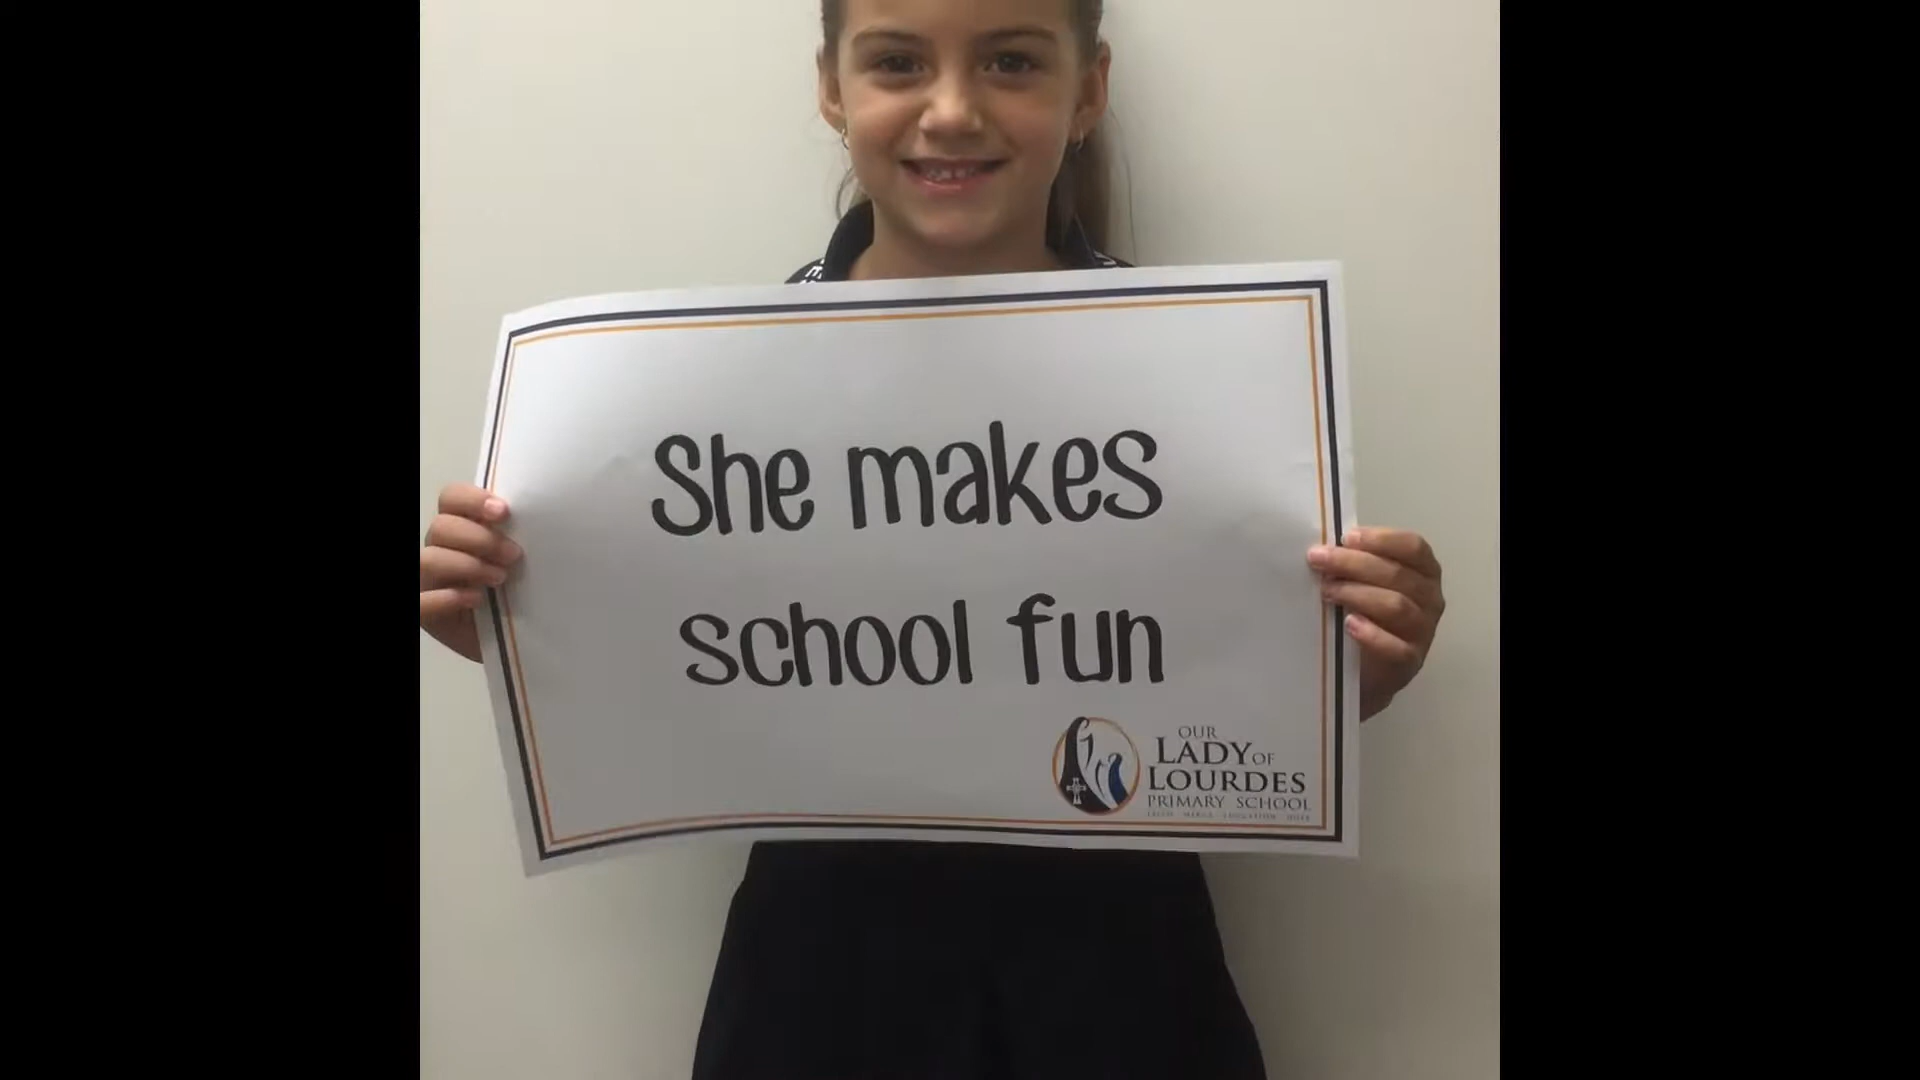 She makes
school fun
OUR
LADY OF
LOURDES
PRIMARY SCHOOL